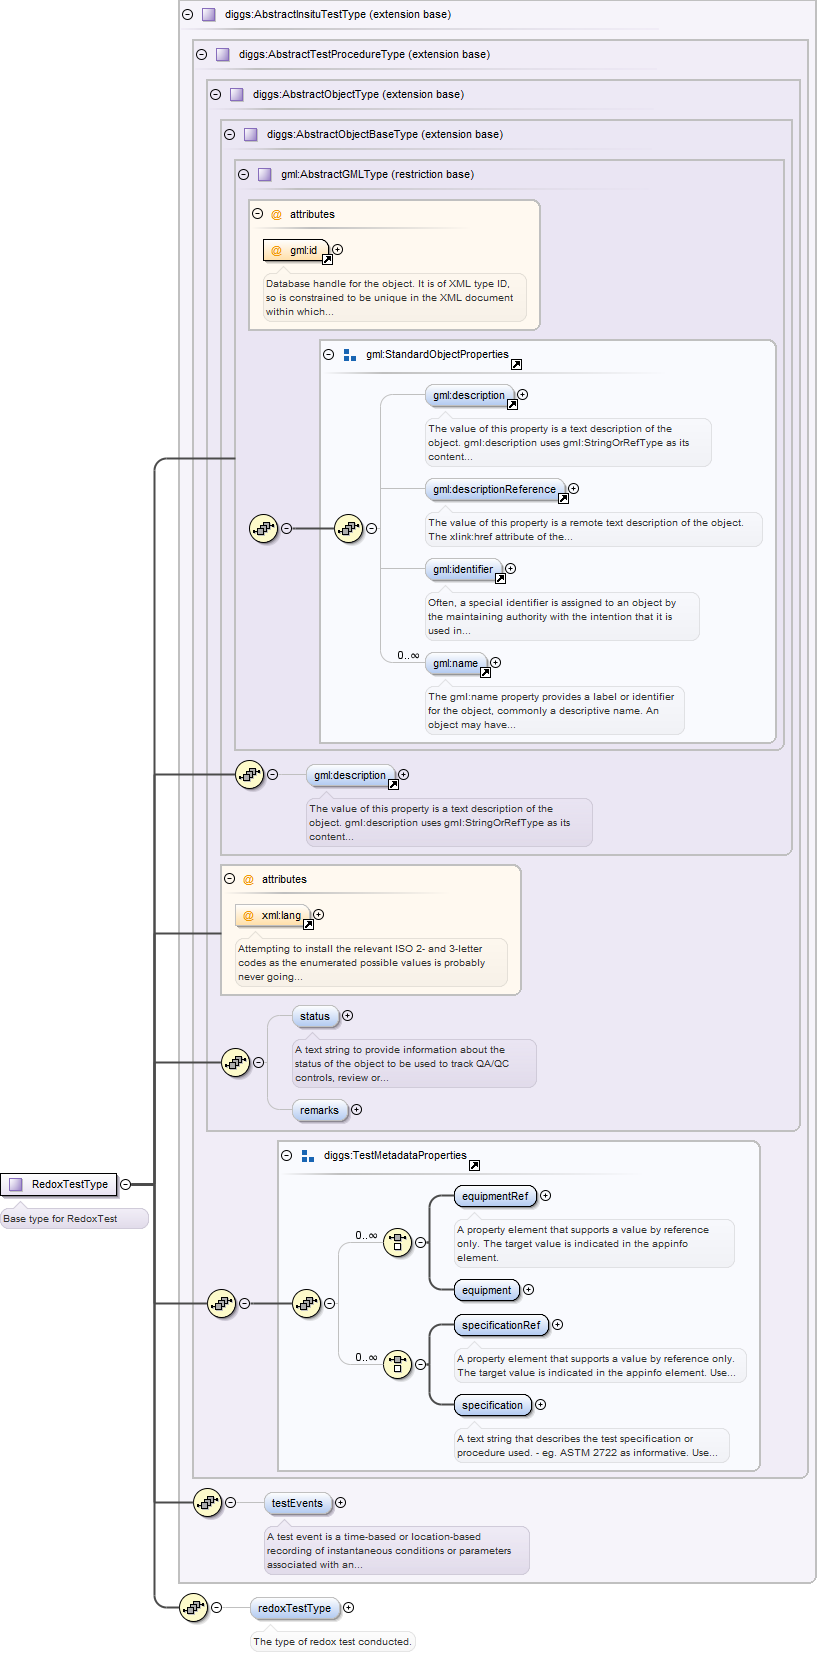 diggs:AbstractInsituTestType (extension base)
diggs:AbstractTestProcedureType (extension base)
diggs:AbstractObjectType (extension base)
diggs:AbstractObjectBaseType (extension base)
gml:AbstractGMLType (restriction base)
@ attributes
@ gml:id
Database handle for the object. It is of XML type ID,
so is constrained to be unique in the XML document
within which...
gml:StandardObjectProperties
gml:description
The value of this property is a text description of the
object. gml:description uses gml:StringOrRefType as its
content...
gml:descriptionReference
The value of this property is a remote text description of the object.
The xlink:href attribute of the...
gml:identifier
Often, a special identifier is assigned to an object by
the maintaining authority with the intention that it is
used in...
0..∞
gml:name
The gml:name property provides a label or identifier
for the object, commonly a descriptive name. An
object may have...
gml:description
The value of this property is a text description of the
object. gml:description uses gml:StringOrRefType as its
content...
@ attributes
@ xml:lang
Attempting to install the relevant ISO 2- and 3-letter
codes as the enumerated possible values is probably
never going...
status
A text string to provide information about the
status of the object to be used to track QA/QC
controls, review or...
remarks
diggs:TestMetadataProperties
RedoxTestType
Base type for RedoxTest
0..∞
equipmentRef
A property element that supports a value by reference
only. The target value is indicated in the appinfo
element.
equipment
0..∞
specificationRef
A property element that supports a value by reference only.
The target value is indicated in the appinfo element. Use...
specification
A text string that describes the test specification or
procedure used. - eg. ASTM 2722 as informative. Use...
testEvents
A test event is a time-based or location-based
recording of instantaneous conditions or parameters
associated with an...
redoxTestType
The type of redox test conducted.